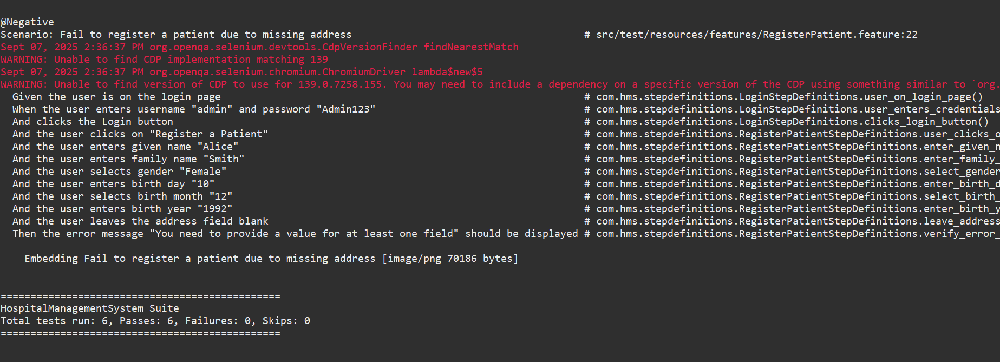 @Negative
Scenario: Fail to register a patient due to missing address # src/test/resources/features/RegisterPatient.feature:22
Sept 07, 2025 2:36:37 PM org.openqa.selenium.devtools.CdpVersionFinder findNearestMatch
WARNING: Unable to find CDP implementation matching 139
Sept 07, 2025 2:36:37 PM org.openqa.selenium.chromium.ChromiumDriver lambda$new$5
WARNING: Unable to find version of CDP to use for 139.0.7258.155. You may need to include a dependency on a specific version of the CDP using something similar to `org.
Given the user is on the login page # com.hms.stepdefinitions.LoginStepDefinitions.user_on_login_page()
When the user enters username "admin" and password "Admin123" # com.hms.stepdefinitions.LoginStepDefinitions.user_enters_credentials
And clicks the Login button # com.hms.stepdefinitions.LoginStepDefinitions.clicks_login_button()
And the user clicks on "Register a Patient" # com.hms.stepdefinitions.RegisterPatientStepDefinitions.user_clicks_o
And the user enters given name "Alice" # com.hms.stepdefinitions.RegisterPatientStepDefinitions.enter_given_n
And the user enters family name "Smith" # com.hms.stepdefinitions.RegisterPatientStepDefinitions.enter_family_
And the user selects gender "Female" # com.hms.stepdefinitions.RegisterPatientStepDefinitions.select_gender
And the user enters birth day "10" # com.hms.stepdefinitions.RegisterPatientStepDefinitions.enter_birth_d
And the user selects birth month "12" # com.hms.stepdefinitions.RegisterPatientStepDefinitions.select_birth_
And the user enters birth year "1992" # com.hms.stepdefinitions.RegisterPatientStepDefinitions.enter_birth_y
And the user leaves the address field blank # com.hms.stepdefinitions.RegisterPatientStepDefinitions.leave_address
Then the error message "You need to provide a value for at least one field" should be displayed # com.hms.stepdefinitions.RegisterPatientStepDefinitions.verify_error_
Embedding Fail to register a patient due to missing address [image/png 70186 bytes]
===============================================
HospitalManagementSystem Suite
Total tests run: 6, Passes: 6, Failures: 0, Skips: 0
===============================================